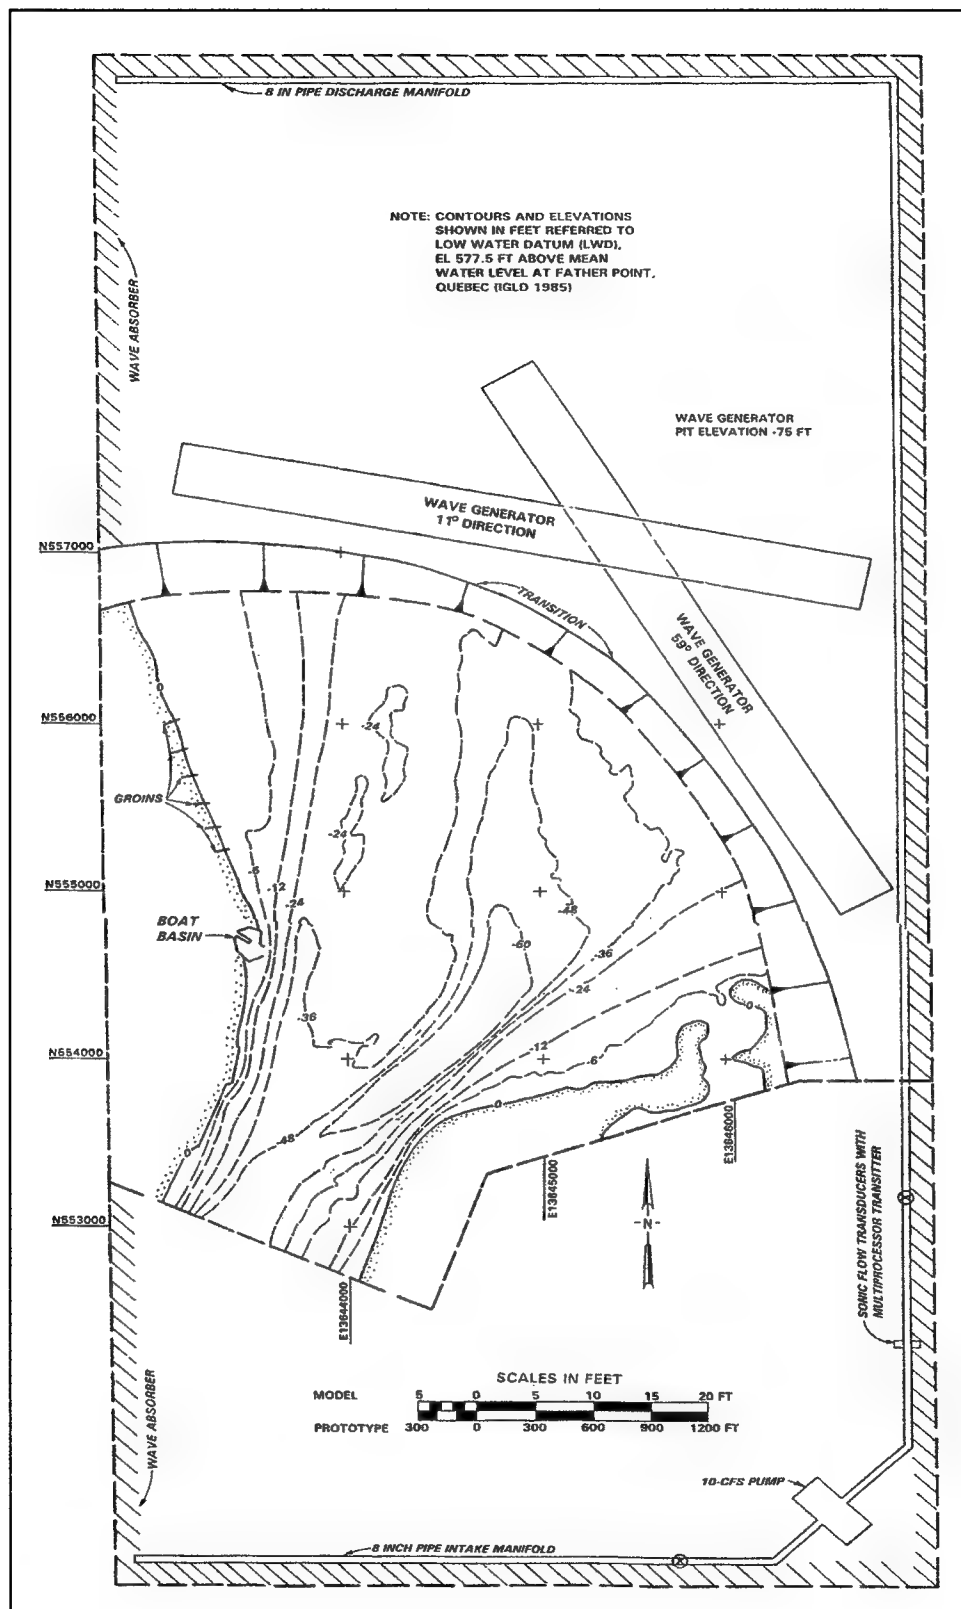 8 IN PIPE DISCHARGE MANIFOLD
NOTE: CONTOURS AND ELEVATIONS
SHOWN IN FEET REFERRED TO
LOW WATER DATUM (LWD),
EL 577.5 FT ABOVE MEAN
WATER LEVEL AT FATHER POINT,
QUEBEC (IGLD 1985)
WAVE ABSORBER
WAVE GENERATOR
PIT ELEVATION -75 FT
WAVE GENERATOR
11° DIRECTION
N557000
TRANSITION
WAVE GENERATOR
59° DIRECTION
0
N556000
-24
GROINS
-24
-6
-12
-24
N555000
-48
BOAT
BASIN
-60
-36
-24
-36
0
-12
-6
N554000
0
-48
0
E13646000
E13645000
N553000
-N-
E13644000
SONIC FLOW TRANSDUCERS WITH
MULTIPROCESSOR TRANSITTER
SCALES IN FEET
MODEL 5 0 5 10 15 20 FT
PROTOTYPE 300 0 300 600 900 1200 FT
WAVE ABSORBER
10-CFS PUMP
8 INCH PIPE INTAKE MANIFOLD